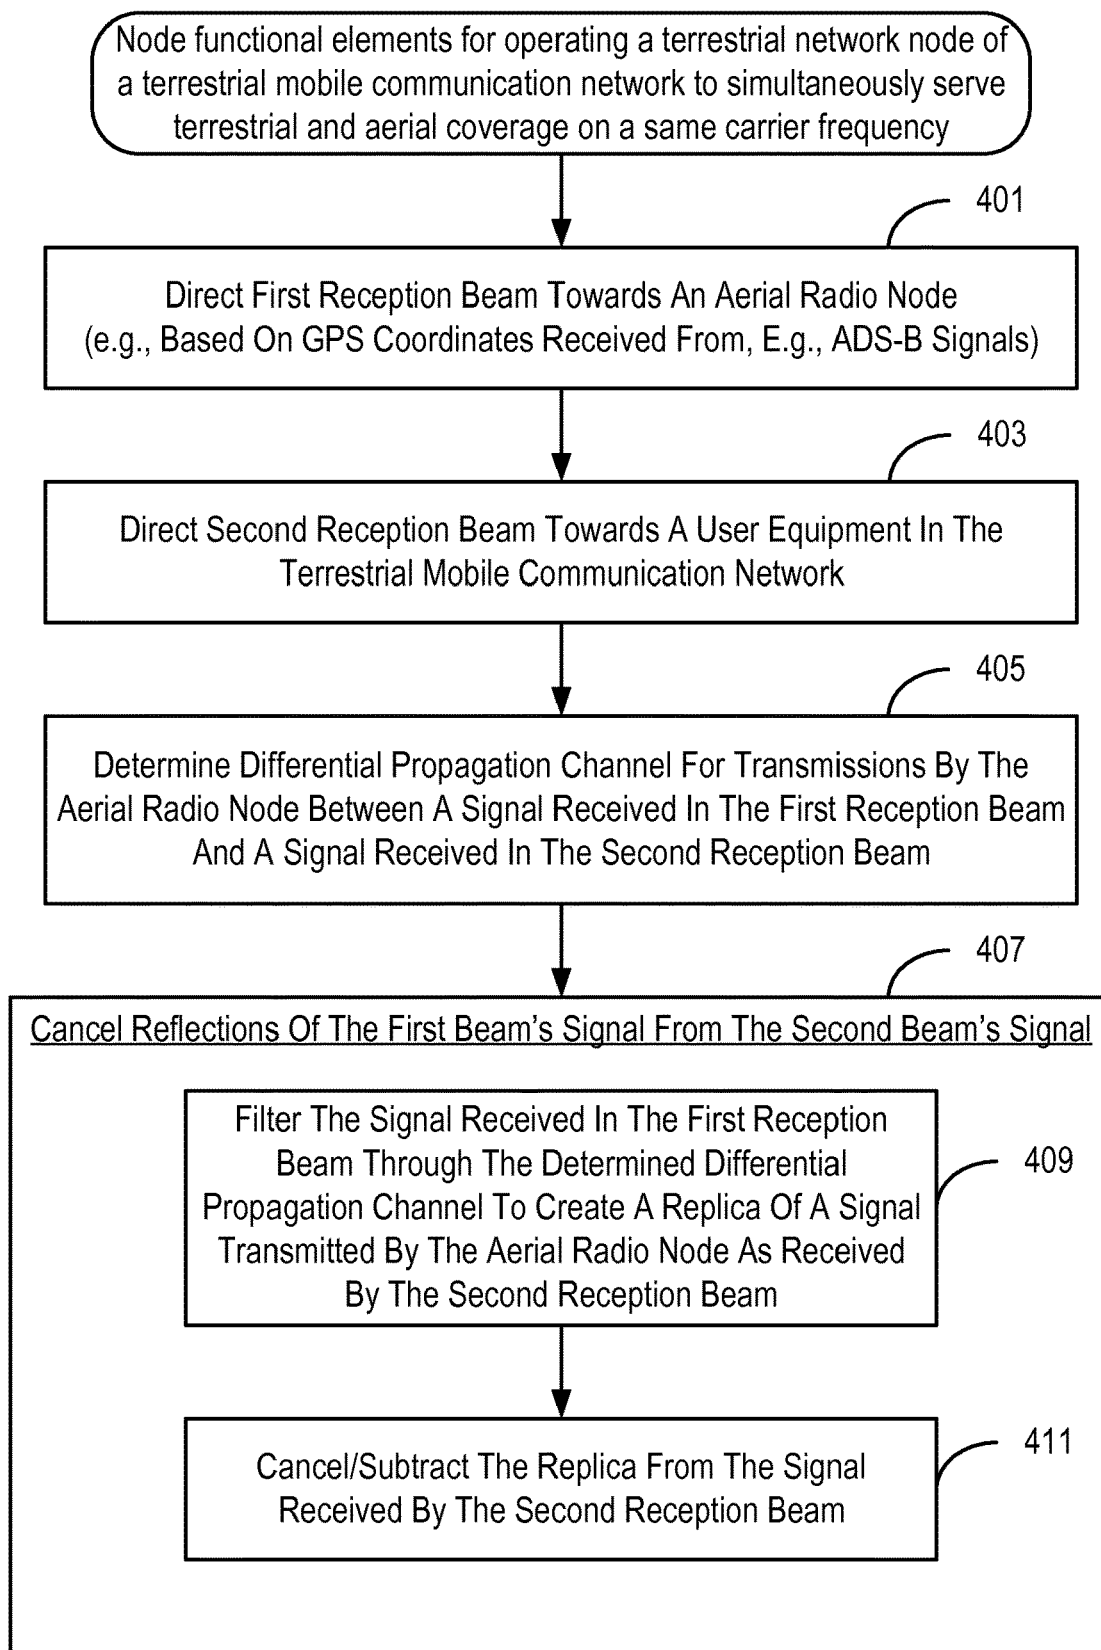 Node functional elements for operating a terrestrial network node of
a terrestrial mobile communication network to simultaneously serve
terrestrial and aerial coverage on a same carrier frequency
401
Direct First Reception Beam Towards An Aerial Radio Node
(e.g., Based On GPS Coordinates Received From, E.g., ADS-B Signals)
403
Direct Second Reception Beam Towards A User Equipment In The
Terrestrial Mobile Communication Network
405
Determine Differential Propagation Channel For Transmissions By The
Aerial Radio Node Between A Signal Received In The First Reception Beam
And A Signal Received In The Second Reception Beam
407
Cancel Reflections Of The First Beam's Signal From The Second Beam's Signal
Filter The Signal Received In The First Reception
Beam Through The Determined Differential
Propagation Channel To Create A Replica Of A Signal
Transmitted By The Aerial Radio Node As Received
By The Second Reception Beam
409
Cancel/Subtract The Replica From The Signal
Received By The Second Reception Beam
411